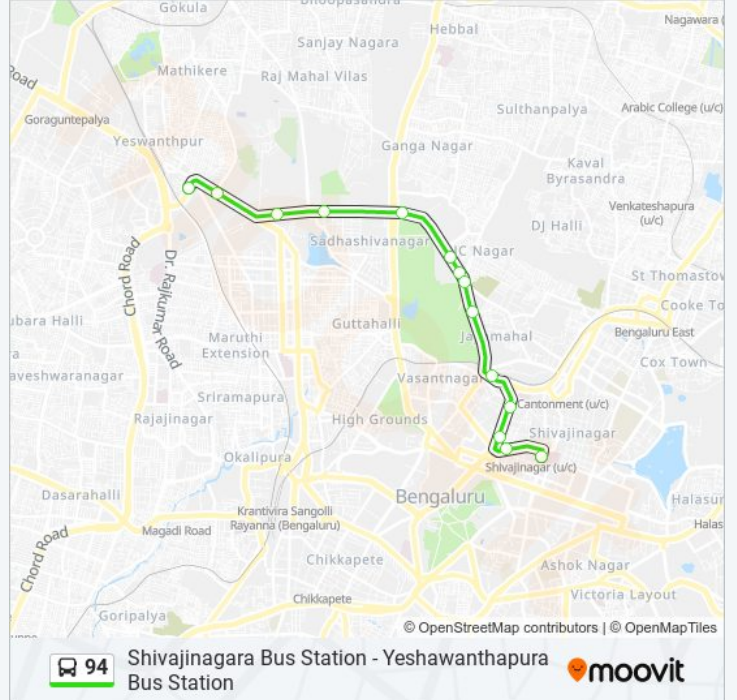 Gokula
Bhoopasandra
Nagawara (
Hebbal
Sanjay Nagara
Mathikere
Raj Mahal Vilas
Road
Sulthanpalya
Arabic College (u/c)
Goraguntepalya
Yeswanthpur
Ganga Nagar
Kaval
Byrasandra
Venkateshapura
(u/c)
DJ Halli
Sadhashivanagar
JC Nagar
Chord Road
Dr. Rajkumar Road
St Thomas
Cooke To
ubara Halli
Guttahalli
Bengaluru East
Maruthi
Extension
Cox Town
aveshwaranagar
Vasantnagar
Sriramapura
Cantonment (u/c)
Rajajinagar
High Grounds
Shivajinagar
Okalipura
Shivajinagar (u/c)
Dasarahalli
Bengaluru
Halasur
Krantivira Sangolli
Rayanna (Bengaluru)
Halas
Magadi Road
Chord Road
Chikkapete
Ashok Nagar
Victoria Layout
Chikkapete
Goripalya
© OpenStreetMap contributors | © OpenMapTiles
94 Shivajinagara Bus Station - Yeshawanthapura
Bus Station
moovit